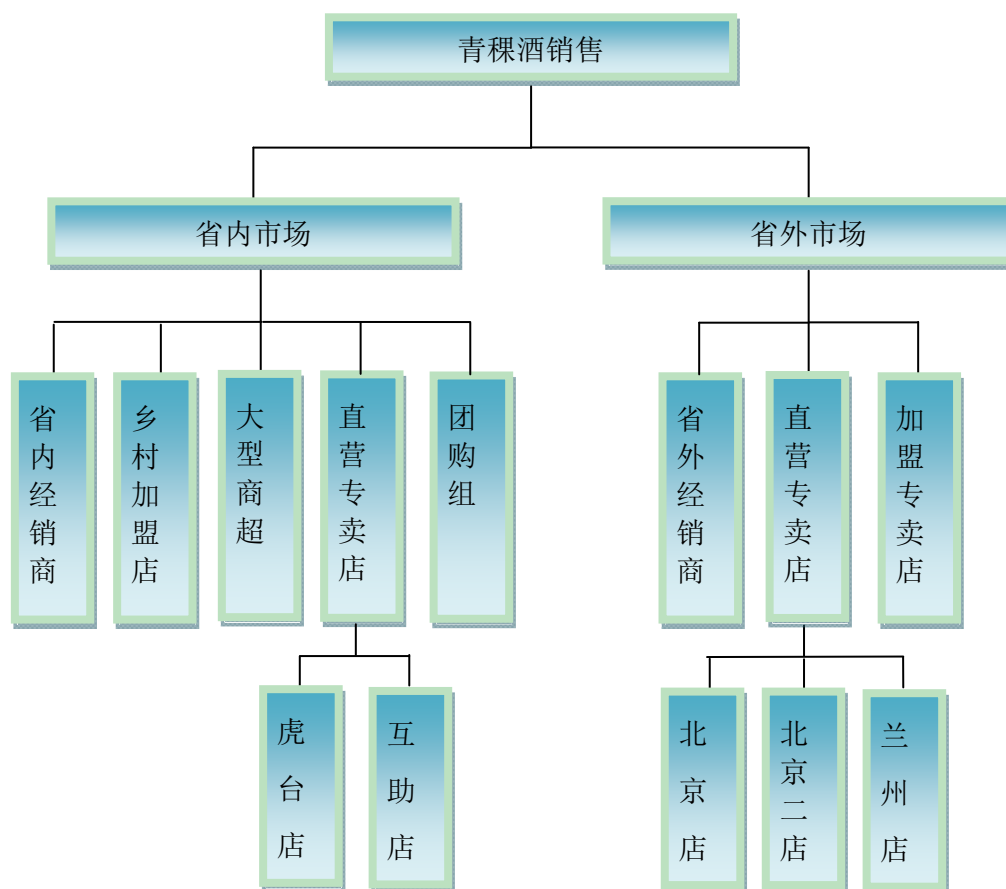 青稞酒销售
省内市场
省外市场
省内经销商
乡村加盟店
大型商超
直营专卖店
团购组
省外经销商
直营专卖店
加盟专卖店
虎台店
互助店
北京店
北京二店
兰州店